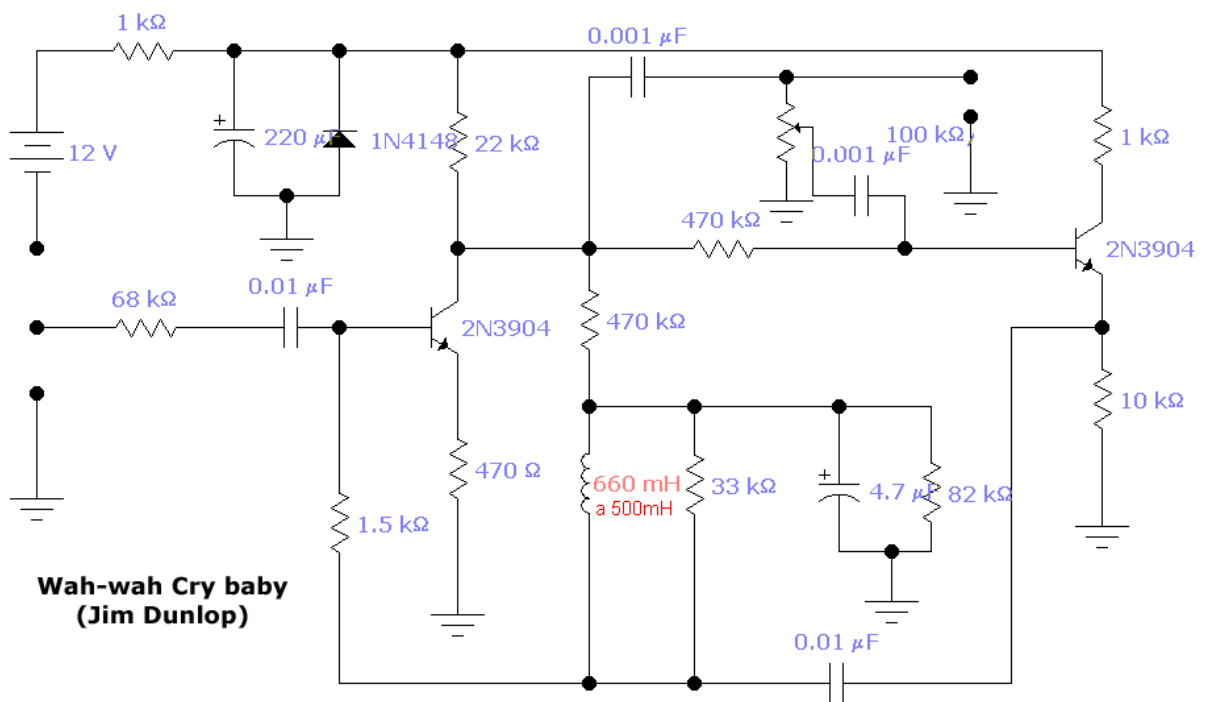 1 kΩ
0.001 μF
12 V
220 μF
1N4148
22 kΩ
100 kΩ
1 kΩ
0.001 μF
470 kΩ
2N3904
0.01 μF
68 kΩ
2N3904
470 kΩ
10 kΩ
470 Ω
660 mH
a 500mH
33 kΩ
4.7 μF
82 kΩ
1.5 kΩ
Wah-wah Cry baby
(Jim Dunlop)
0.01 μF